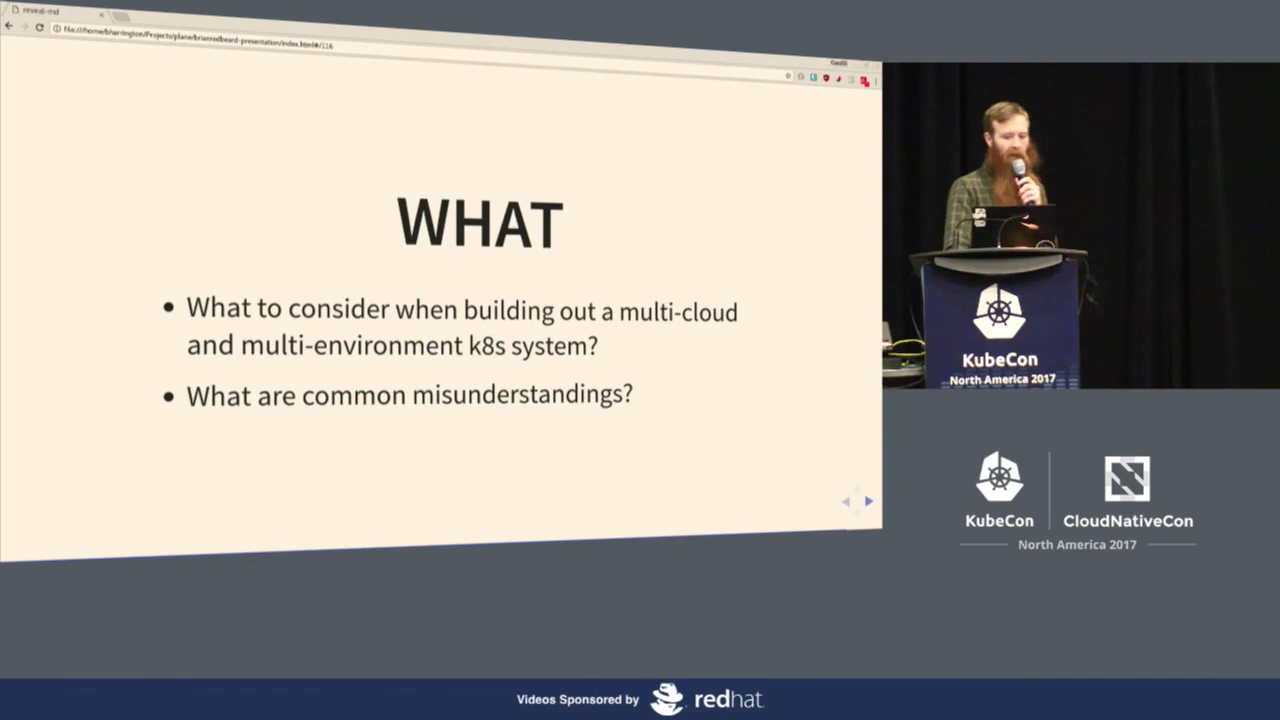 reveal-md
file:///home/bharrington/Projects/plane/brianredbeard-presentation/index.html#/116
WHAT
What to consider when building out a multi-cloud
and multi-environment k8s system?
What are common misunderstandings?
KubeCon
North America 2017
KubeCon
CloudNativeCon
North America 2017
Videos Sponsored by redhat